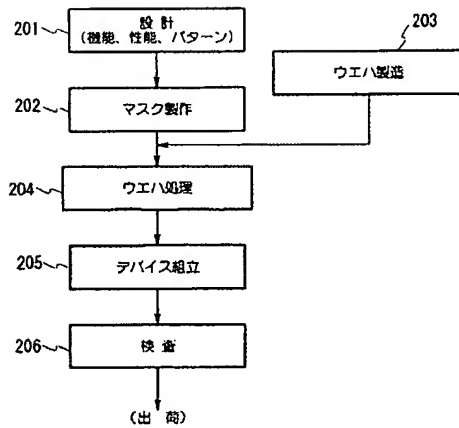 201
設計
(機能、性能、パターン)
203
ウエハ製造
202
マスク製作
204
ウエハ処理
205
デバイス組立
206
検査
(出荷)